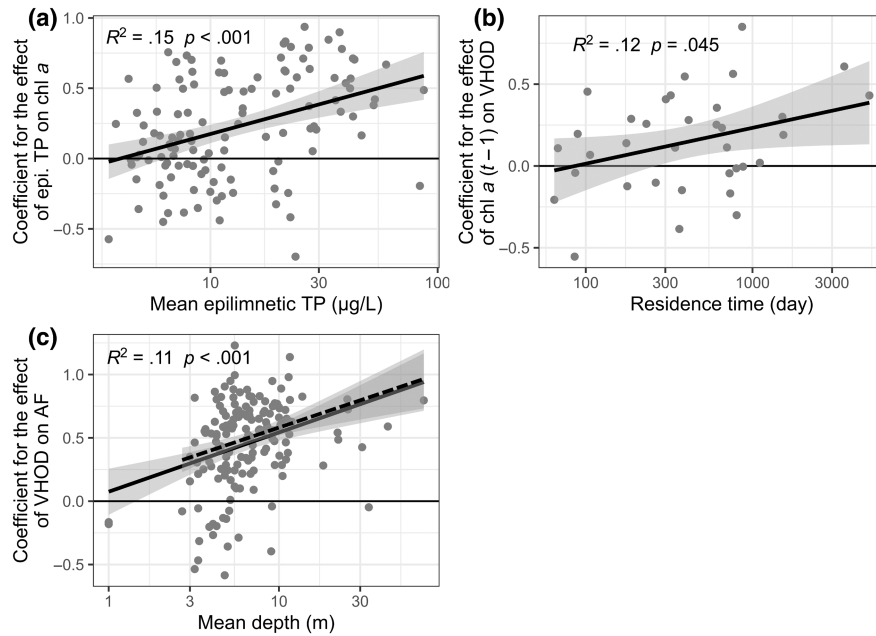 (a)
R² = .15 p < .001
1.0
0.5
0.0
−0.5
Coefficient for the effect
of epi. TP on chl a
10
30
100
Mean epilimnetic TP (μg/L)
(b)
R² = .12 p = .045
0.5
0.0
−0.5
Coefficient for the effect
of chl a (t − 1) on VHOD
100
300
1000
3000
Residence time (day)
(c)
R² = .11 p < .001
1.0
0.5
0.0
−0.5
Coefficient for the effect
of VHOD on AF
1
3
10
30
Mean depth (m)